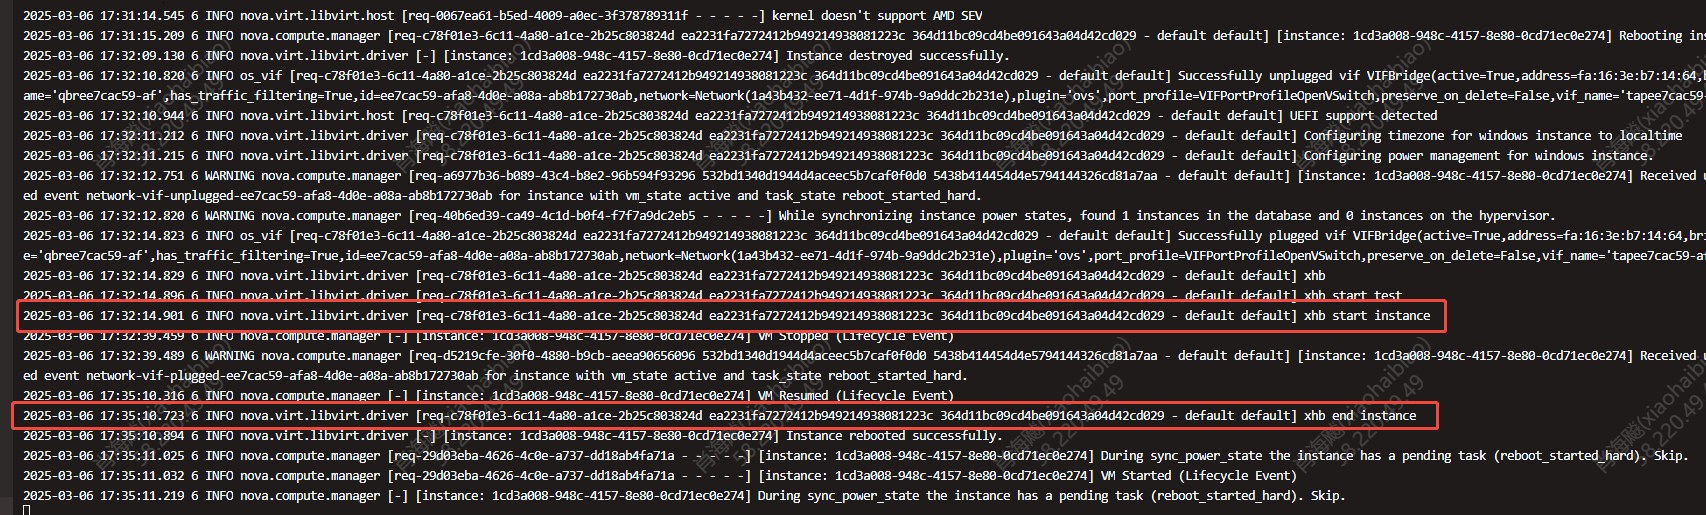 2025-03-06 17:31:14.545 6 INFO nova.virt.libvirt.host [req-0067ea61-b5ed-4009-a0ec-3f378789311f - - - - -] kernel doesn't support AMD SEV
2025-03-06 17:31:15.209 6 INFO nova.compute.manager [req-c78f01e3-6c11-4a80-a1ce-2b25c803824d ea2231fa7272412b949214938081223c 364d11bc09cd4be091643a04d42cd029 - default default] [instance: 1cd3a008-948c-4157-8e80-0cd71ec0e274] Rebooting ins
2025-03-06 17:32:09.130 6 INFO nova.virt.libvirt.driver [-] [instance: 1cd3a008-948c-4157-8e80-0cd71ec0e274] Instance destroyed successfully.
2025-03-06 17:32:10.820 6 INFO os_vif [req-c78f01e3-6c11-4a80-a1ce-2b25c803824d ea2231fa7272412b949214938081223c 364d11bc09cd4be091643a04d42cd029 - default default] Successfully unplugged vif VIFBridge(active=True,address=fa:16:3e:b7:14:64,b
ame='qbree7cac59-af',has_traffic_filtering=True,id=ee7cac59-afa8-4d0e-a08a-ab8b172730ab,network=Network(1a43b432-ee71-4d1f-974b-9a9ddc2b231e),plugin='ovs',port_profile=VIFPortProfileOpenVSwitch,preserve_on_delete=False,vif_name='tapee7cac59-
2025-03-06 17:32:10.944 6 INFO nova.virt.libvirt.host [req-c78f01e3-6c11-4a80-a1ce-2b25c803824d ea2231fa7272412b949214938081223c 364d11bc09cd4be091643a04d42cd029 - default default] UEFI support detected
2025-03-06 17:32:11.212 6 INFO nova.virt.libvirt.driver [req-c78f01e3-6c11-4a80-a1ce-2b25c803824d ea2231fa7272412b949214938081223c 364d11bc09cd4be091643a04d42cd029 - default default] Configuring timezone for windows instance to localtime
2025-03-06 17:32:11.215 6 INFO nova.virt.libvirt.driver [req-c78f01e3-6c11-4a80-a1ce-2b25c803824d ea2231fa7272412b949214938081223c 364d11bc09cd4be091643a04d42cd029 - default default] Configuring power management for windows instance.
2025-03-06 17:32:12.751 6 WARNING nova.compute.manager [req-a6977b36-b089-43c4-b8e2-96b594f93296 532bd1340d1944d4aceec5b7caf0f0d0 5438b414454d4e5794144326cd81a7aa - default default] [instance: 1cd3a008-948c-4157-8e80-0cd71ec0e274] Received u
ed event network-vif-unplugged-ee7cac59-afa8-4d0e-a08a-ab8b172730ab for instance with vm_state active and task_state reboot_started_hard.
2025-03-06 17:32:12.820 6 WARNING nova.compute.manager [req-40b6ed39-ca49-4c1d-b0f4-f7f7a9dc2eb5 - - - - -] While synchronizing instance power states, found 1 instances in the database and 0 instances on the hypervisor.
2025-03-06 17:32:14.823 6 INFO os_vif [req-c78f01e3-6c11-4a80-a1ce-2b25c803824d ea2231fa7272412b949214938081223c 364d11bc09cd4be091643a04d42cd029 - default default] Successfully plugged vif VIFBridge(active=True,address=fa:16:3e:b7:14:64,bri
e='qbree7cac59-af',has_traffic_filtering=True,id=ee7cac59-afa8-4d0e-a08a-ab8b172730ab,network=Network(1a43b432-ee71-4d1f-974b-9a9ddc2b231e),plugin='ovs',port_profile=VIFPortProfileOpenVSwitch,preserve_on_delete=False,vif_name='tapee7cac59-af
2025-03-06 17:32:14.829 6 INFO nova.virt.libvirt.driver [req-c78f01e3-6c11-4a80-a1ce-2b25c803824d ea2231fa7272412b949214938081223c 364d11bc09cd4be091643a04d42cd029 - default default] xhb
2025-03-06 17:32:14.896 6 INFO nova.virt.libvirt.driver [req-c78f01e3-6c11-4a80-a1ce-2b25c803824d ea2231fa7272412b949214938081223c 364d11bc09cd4be091643a04d42cd029 - default default] xhb start test
2025-03-06 17:32:14.901 6 INFO nova.virt.libvirt.driver [req-c78f01e3-6c11-4a80-a1ce-2b25c803824d ea2231fa7272412b949214938081223c 364d11bc09cd4be091643a04d42cd029 - default default] xhb start instance
2025-03-06 17:32:39.459 6 INFO nova.compute.manager [-] [instance: 1cd3a008-948c-4157-8e80-0cd71ec0e274] VM Stopped (Lifecycle Event)
2025-03-06 17:32:39.489 6 WARNING nova.compute.manager [req-d5219cfe-30f0-4880-b9cb-aeea90656096 532bd1340d1944d4aceec5b7caf0f0d0 5438b414454d4e5794144326cd81a7aa - default default] [instance: 1cd3a008-948c-4157-8e80-0cd71ec0e274] Received u
ed event network-vif-plugged-ee7cac59-afa8-4d0e-a08a-ab8b172730ab for instance with vm_state active and task_state reboot_started_hard.
2025-03-06 17:35:10.316 6 INFO nova.compute.manager [-] [instance: 1cd3a008-948c-4157-8e80-0cd71ec0e274] VM Resumed (Lifecycle Event)
2025-03-06 17:35:10.723 6 INFO nova.virt.libvirt.driver [req-c78f01e3-6c11-4a80-a1ce-2b25c803824d ea2231fa7272412b949214938081223c 364d11bc09cd4be091643a04d42cd029 - default default] xhb end instance
2025-03-06 17:35:10.894 6 INFO nova.virt.libvirt.driver [-] [instance: 1cd3a008-948c-4157-8e80-0cd71ec0e274] Instance rebooted successfully.
2025-03-06 17:35:11.025 6 INFO nova.compute.manager [req-29d03eba-4626-4c0e-a737-dd18ab4fa71a - - - - -] [instance: 1cd3a008-948c-4157-8e80-0cd71ec0e274] During sync_power_state the instance has a pending task (reboot_started_hard). Skip.
2025-03-06 17:35:11.032 6 INFO nova.compute.manager [req-29d03eba-4626-4c0e-a737-dd18ab4fa71a - - - - -] [instance: 1cd3a008-948c-4157-8e80-0cd71ec0e274] VM Started (Lifecycle Event)
2025-03-06 17:35:11.219 6 INFO nova.compute.manager [-] [instance: 1cd3a008-948c-4157-8e80-0cd71ec0e274] During sync_power_state the instance has a pending task (reboot_started_hard). Skip.